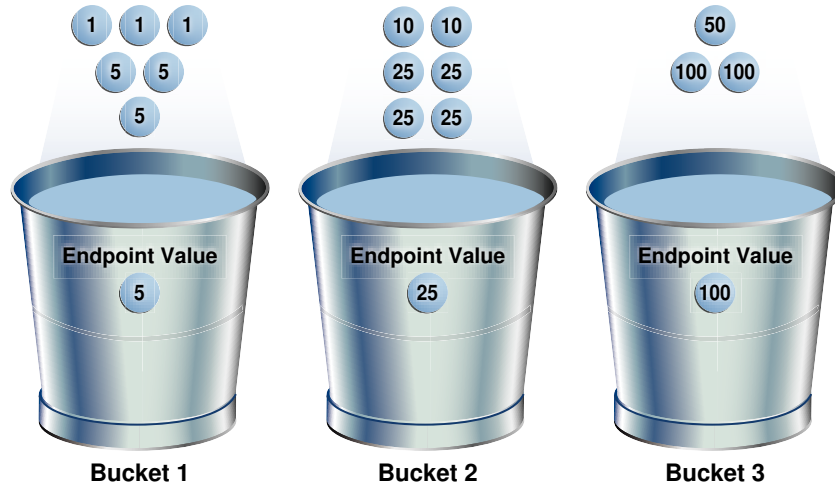 1 1 1
5 5
5
10 10
25 25
25 25
50
100 100
Endpoint Value
5
Endpoint Value
25
Endpoint Value
100
Bucket 1
Bucket 2
Bucket 3